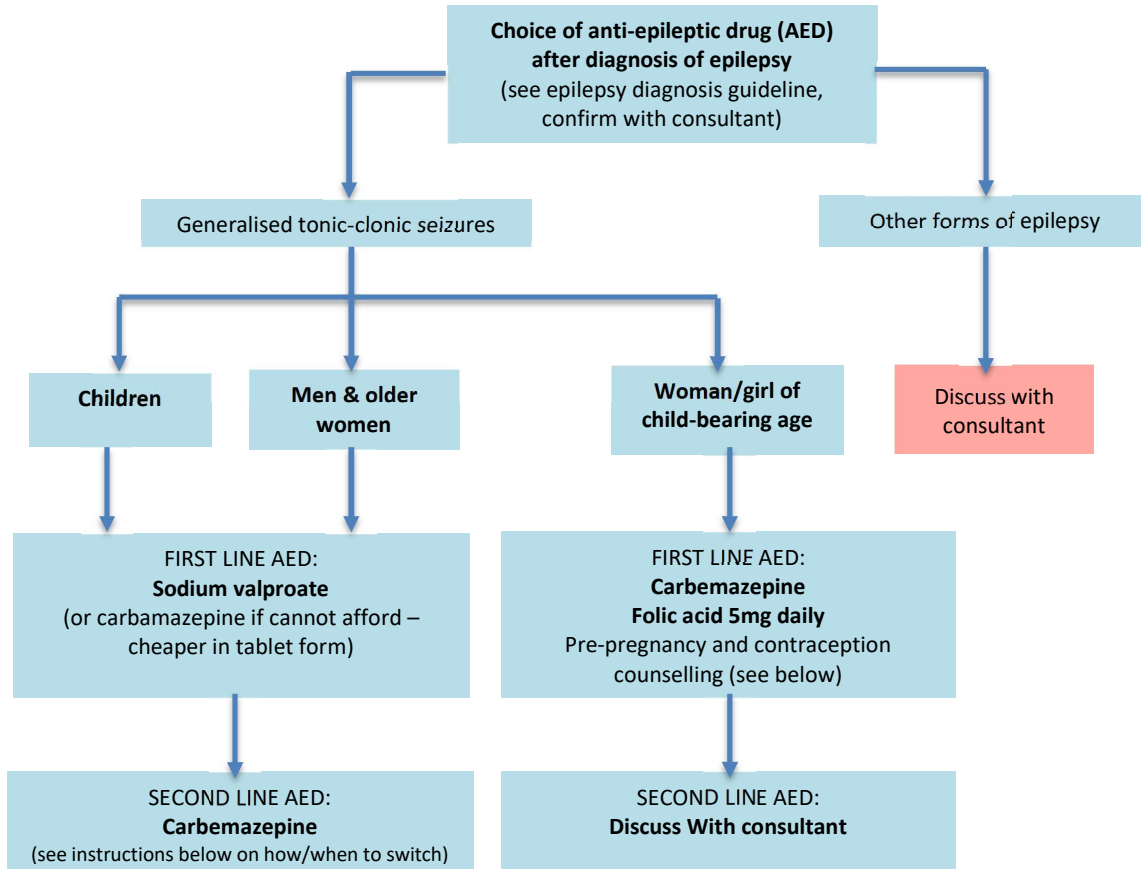 Choice of anti-epileptic drug (AED)
after diagnosis of epilepsy
(see epilepsy diagnosis guideline,
confirm with consultant)
Generalised tonic-clonic seizures
Other forms of epilepsy
Children
Men & older
women
Woman/girl of
child-bearing age
Discuss with
consultant
FIRST LINE AED:
Sodium valproate
(or carbamazepine if cannot afford –
cheaper in tablet form)
FIRST LINE AED:
Carbemazepine
Folic acid 5mg daily
Pre-pregnancy and contraception
counselling (see below)
SECOND LINE AED:
Carbemazepine
(see instructions below on how/when to switch)
SECOND LINE AED:
Discuss With consultant